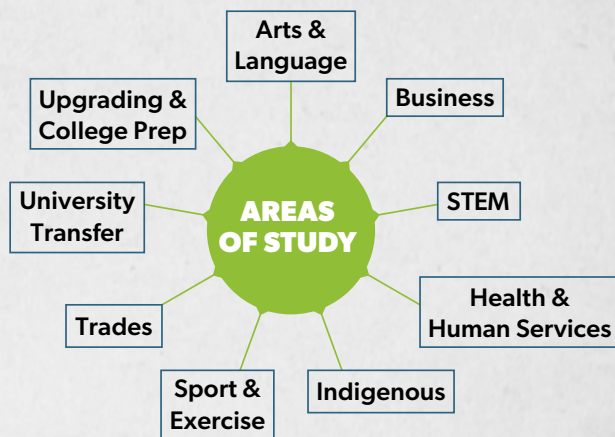 Arts &
Language
Business
STEM
Health &
Human Services
Indigenous
Sport &
Exercise
Trades
University
Transfer
Upgrading &
College Prep
AREAS
OF STUDY